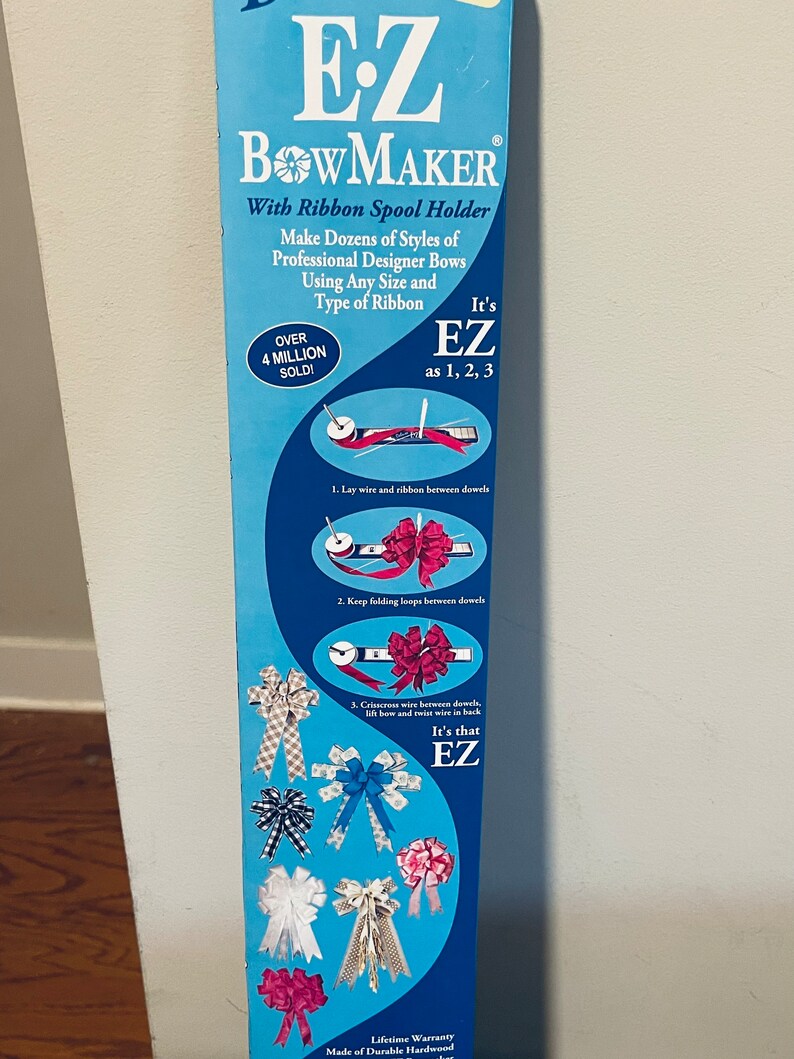 E·Z
BOWMAKER®
With Ribbon Spool Holder
Make Dozens of Styles of
Professional Designer Bows
Using Any Size and
Type of Ribbon
It's
EZ
as 1, 2, 3
OVER
4 MILLION
SOLD!
1. Lay wire and ribbon between dowels
2. Keep folding loops between dowels
3. Crisscross wire between dowels,
lift bow and twist wire in back
It's that
EZ
Lifetime Warranty
Made of Durable Hardwood